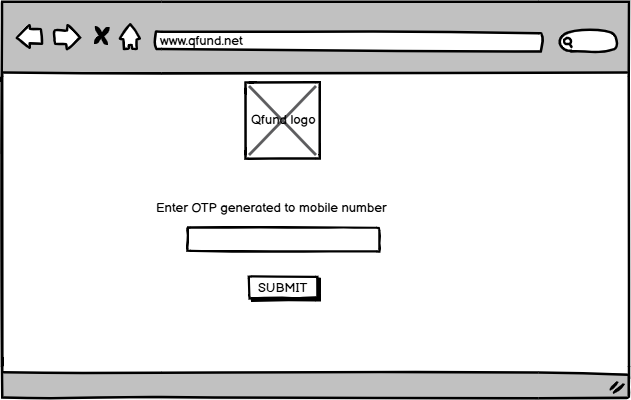 www.qfund.net
Qfund logo
Enter OTP generated to mobile number
SUBMIT